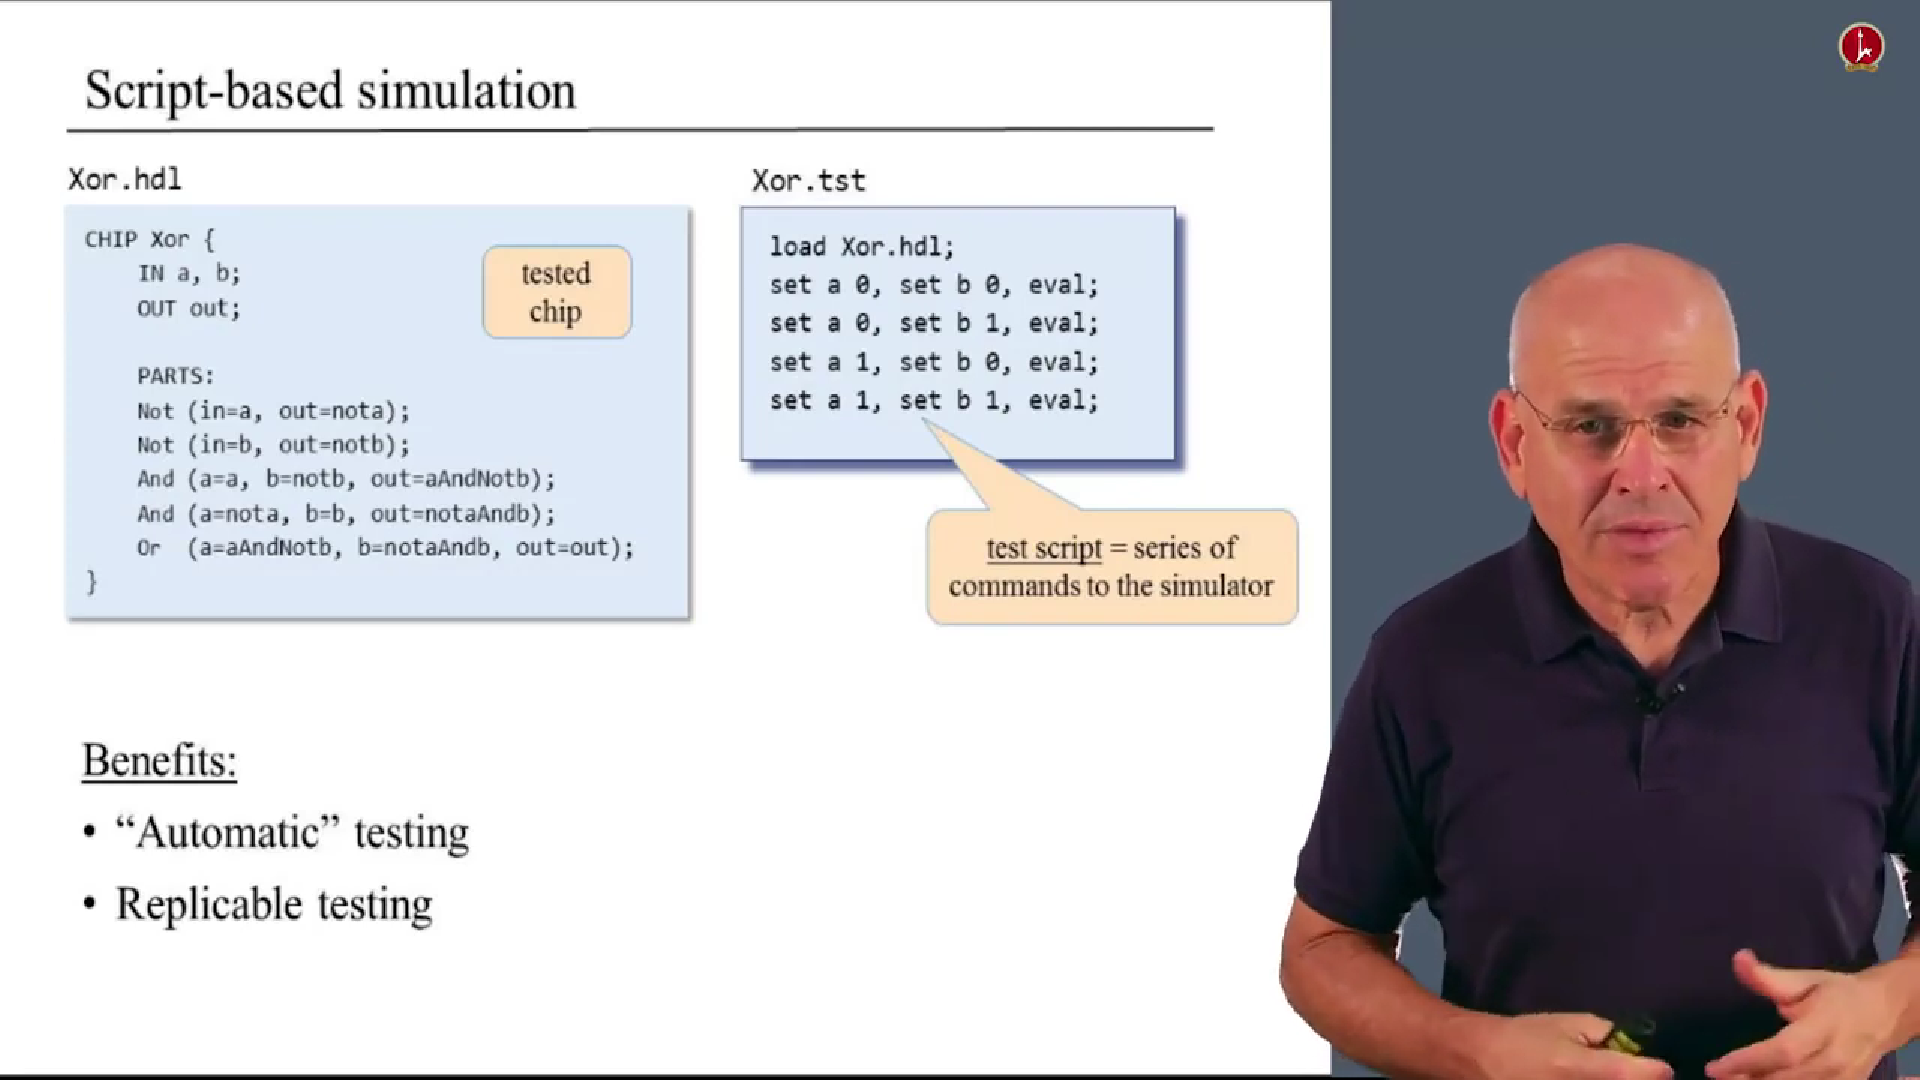 Script-based simulation
Xor.hdl
CHIP Xor {
IN a, b;
OUT out;
PARTS:
Not (in=a, out=nota);
Not (in=b, out=notb);
And (a=a, b=notb, out=aAndNotb);
And (a=nota, b=b, out=notaAndb);
Or  (a=aAndNotb, b=notaAndb, out=out);
}
tested
chip
Xor.tst
load Xor.hdl;
set a 0, set b 0, eval;
set a 0, set b 1, eval;
set a 1, set b 0, eval;
set a 1, set b 1, eval;
test script = series of
commands to the simulator
Benefits:
• “Automatic” testing
• Replicable testing